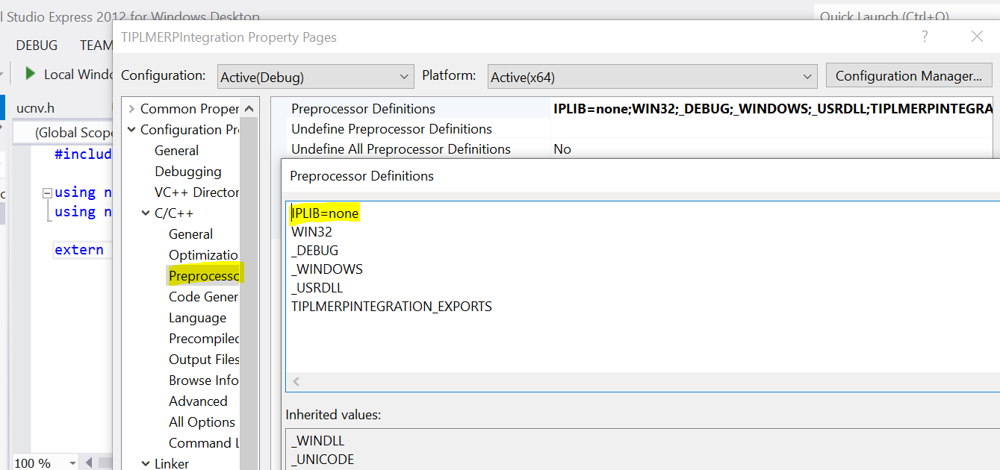 l Studio Express 2012 for Windows Desktop
Quick Launch (Ctrl+Q)
TIPLMERPIntegration Property Pages
?
DEBUG TEAM
Local Windo
Configuration: Active(Debug) Platform: Active(x64) Configuration Manager...
ucnv.h
(Global Scope
#includ
using n
using n
extern
100 %
Common Proper
Configuration Pr
General
Debugging
VC++ Director
C/C++
General
Optimizatio
Preprocesso
Code Gener
Language
Precompiled
Output Files
Browse Info
Advanced
All Options
Command L
Linker
Preprocessor Definitions IPLIB=none;WIN32;_DEBUG;_WINDOWS;_USRDLL;TIPLMERPINTEGRA
Undefine Preprocessor Definitions
Undefine All Preprocessor Definitions No
Preprocessor Definitions
IPLIB=none
WIN32
_DEBUG
_WINDOWS
_USRDLL
TIPLMERPINTEGRATION_EXPORTS
Inherited values:
_WINDLL
_UNICODE